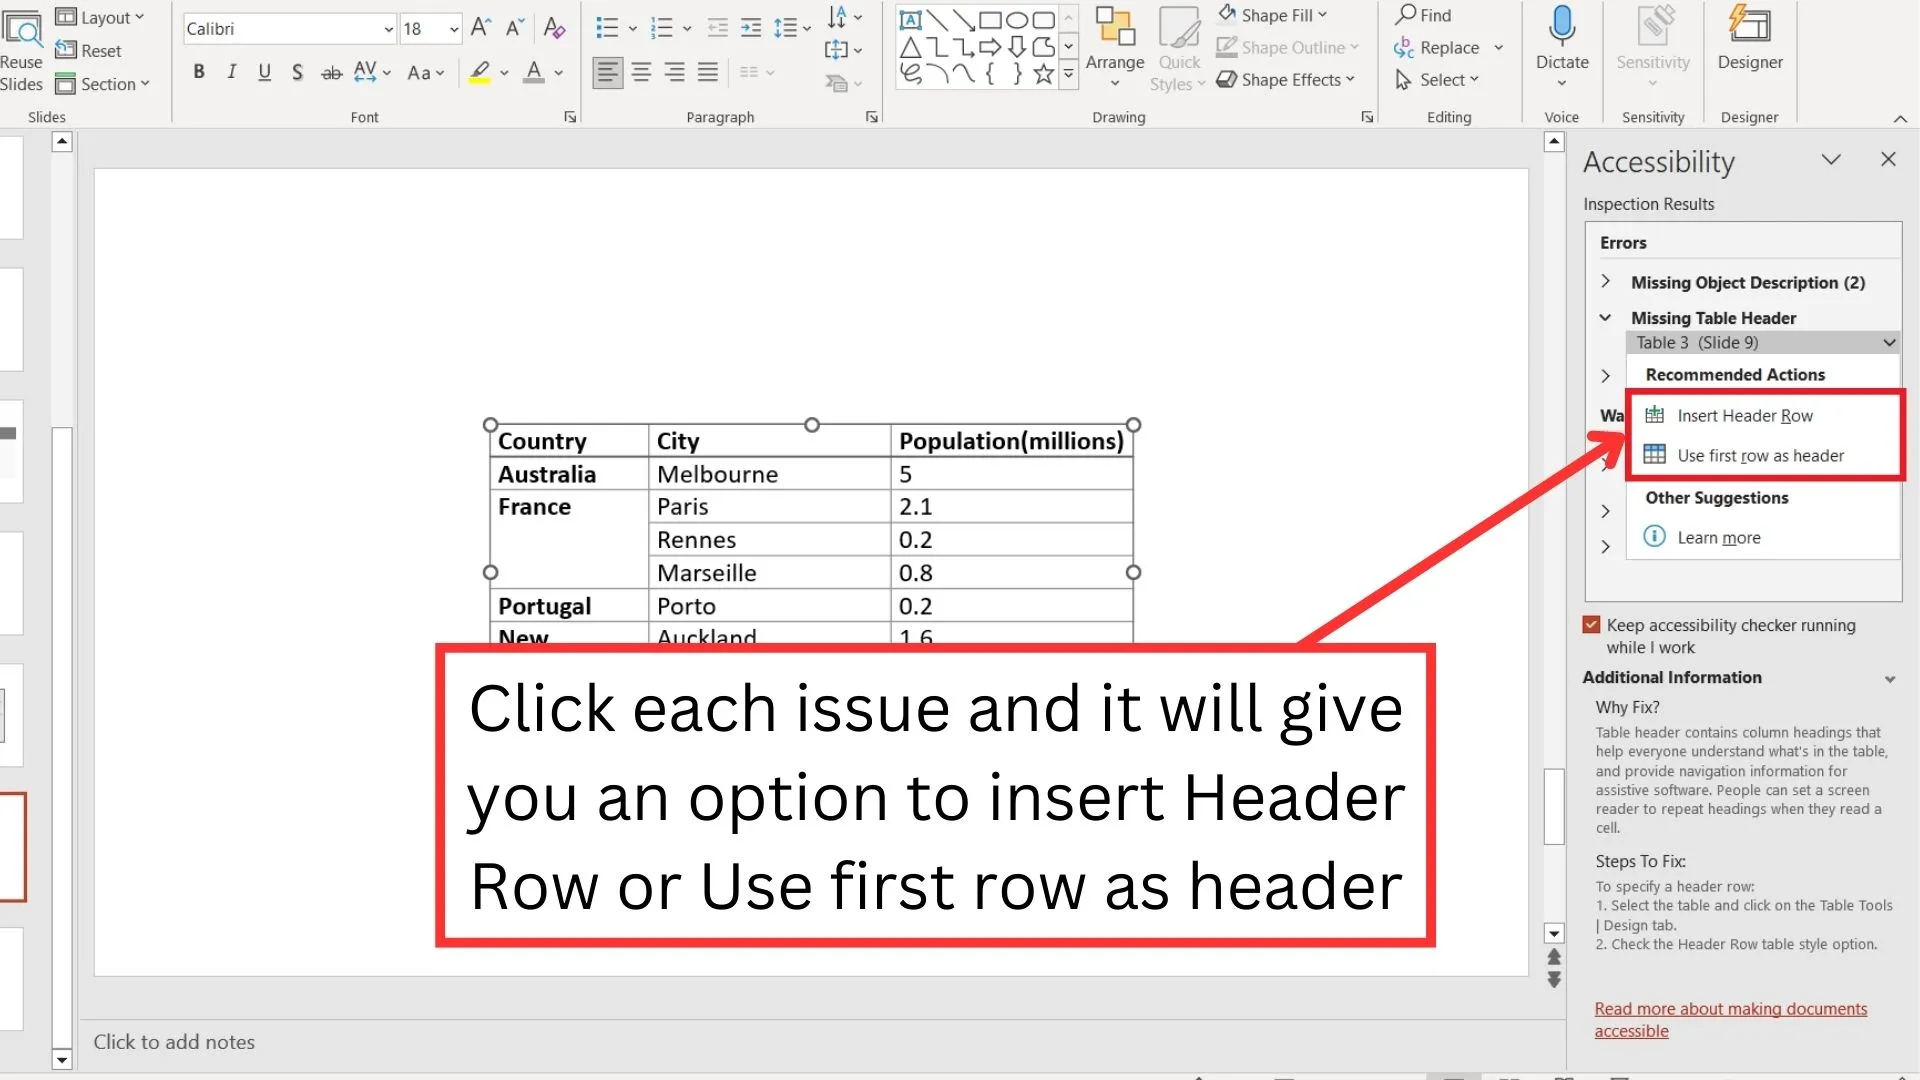 Reuse
Slides
Layout
Reset
Section
Slides
Calibri
18
A A A
B I U S ab AV Aa A
Font
Paragraph
Arrange
Quick
Styles
Shape Fill
Shape Outline
Shape Effects
Drawing
Find
Replace
Select
Editing
Dictate
Voice
Sensitivity
Sensitivity
Designer
Designer
Country City Population(millions)
Australia Melbourne 5
France Paris 2.1
Rennes 0.2
Marseille 0.8
Portugal Porto 0.2
New Auckland 1.6
Click each issue and it will give
you an option to insert Header
Row or Use first row as header
Click to add notes
Accessibility
Inspection Results
Errors
Missing Object Description (2)
Missing Table Header
Table 3 (Slide 9)
Recommended Actions
Wa
Insert Header Row
Use first row as header
Other Suggestions
Learn more
Keep accessibility checker running
while I work
Additional Information
Why Fix?
Table header contains column headings that
help everyone understand what's in the table,
and provide navigation information for
assistive software. People can set a screen
reader to repeat headings when they read a
cell.
Steps To Fix:
To specify a header row:
1. Select the table and click on the Table Tools
| Design tab.
2. Check the Header Row table style option.
Read more about making documents
accessible